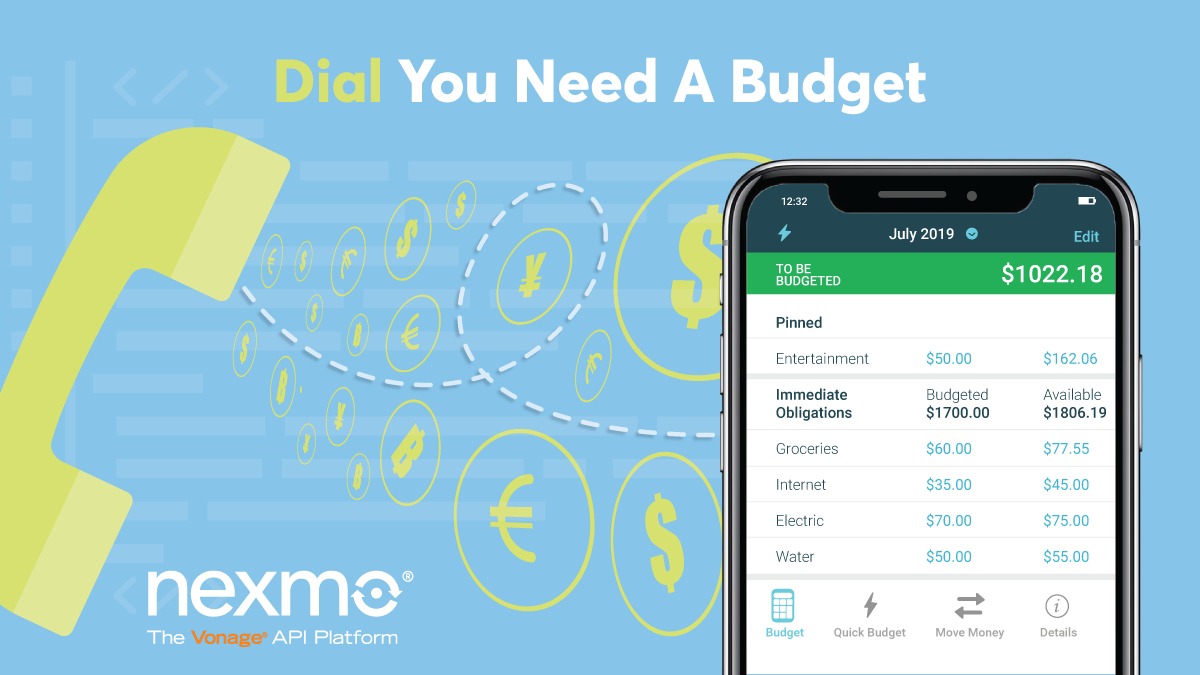 Dial You Need A Budget
12:32
July 2019
Edit
TO BE
BUDGETED
$1022.18
Pinned
Entertainment $50.00 $162.06
Immediate Budgeted Available
Obligations $1700.00 $1806.19
Groceries $60.00 $77.55
Internet $35.00 $45.00
Electric $70.00 $75.00
Water $50.00 $55.00
Budget Quick Budget Move Money Details
nexmo®
The Vonage® API Platform